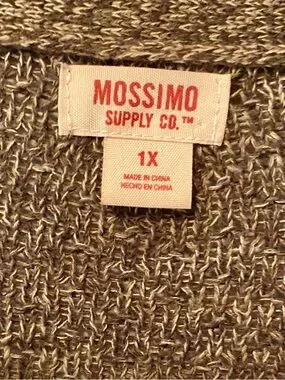 MOSSIMO
SUPPLY CO.™
1X
MADE IN CHINA
HECHO EN CHINA